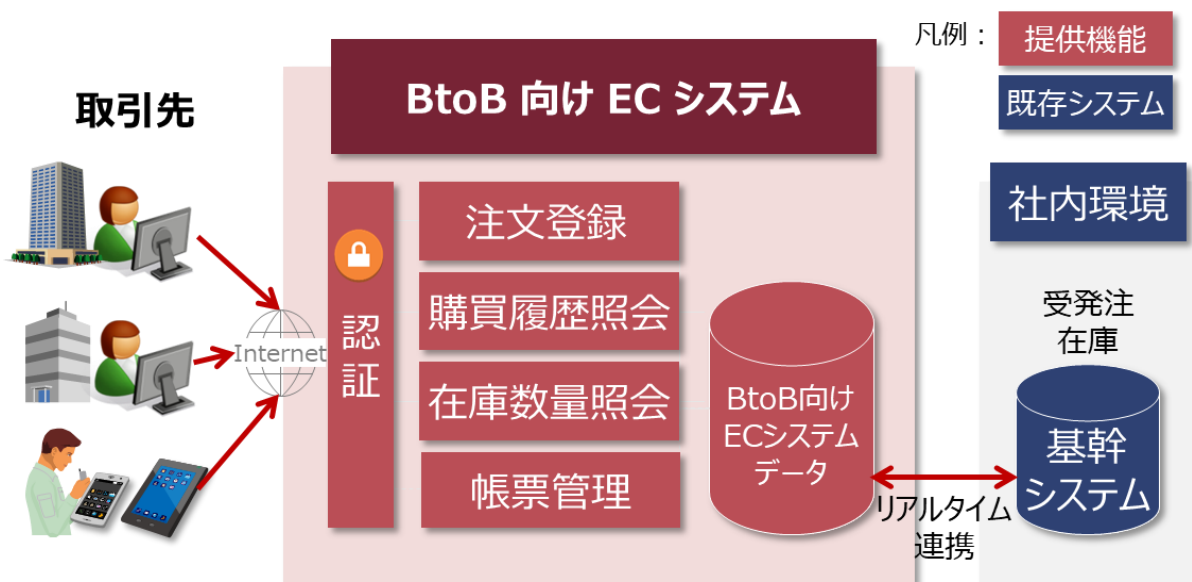 凡例：
提供機能
既存システム
取引先
BtoB 向け EC システム
Internet
認
証
注文登録
購買履歴照会
在庫数量照会
帳票管理
BtoB向け
ECシステム
データ
リアルタイム
連携
社内環境
受発注
在庫
基幹
システム